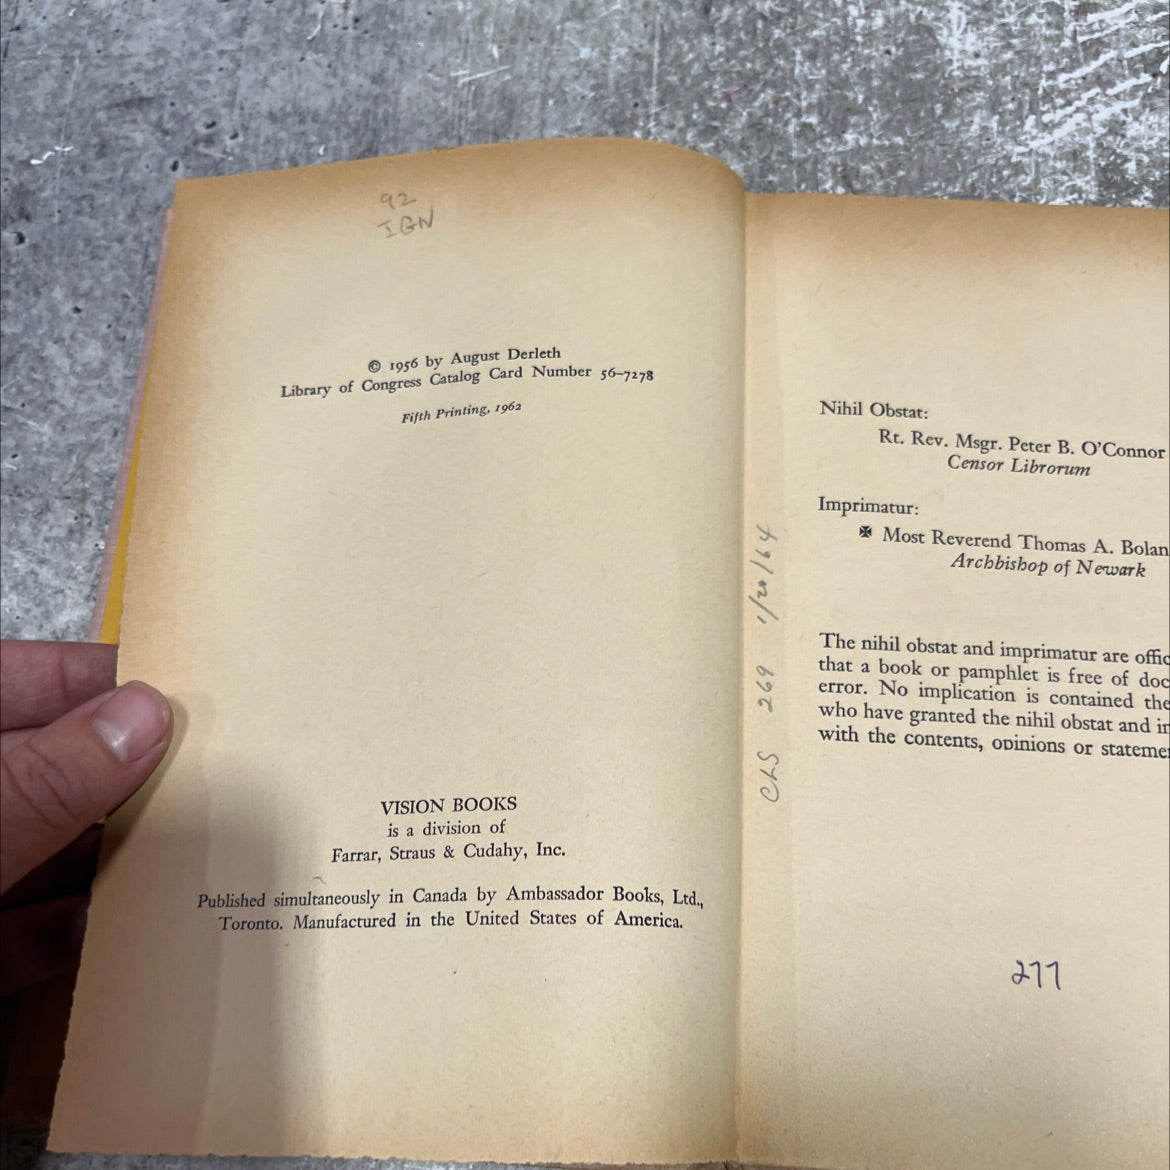 92
IGN
© 1956 by August Derleth
Library of Congress Catalog Card Number 56–7278
Fifth Printing, 1962
VISION BOOKS
is a division of
Farrar, Straus & Cudahy, Inc.
Published simultaneously in Canada by Ambassador Books, Ltd.,
Toronto. Manufactured in the United States of America.
CLS 269 1/20/64
Nihil Obstat:
Rt. Rev. Msgr. Peter B. O'Connor
Censor Librorum
Imprimatur:
✠ Most Reverend Thomas A. Bolan
Archbishop of Newark
The nihil obstat and imprimatur are offic
that a book or pamphlet is free of doc
error. No implication is contained the
who have granted the nihil obstat and in
with the contents, opinions or stateme
277